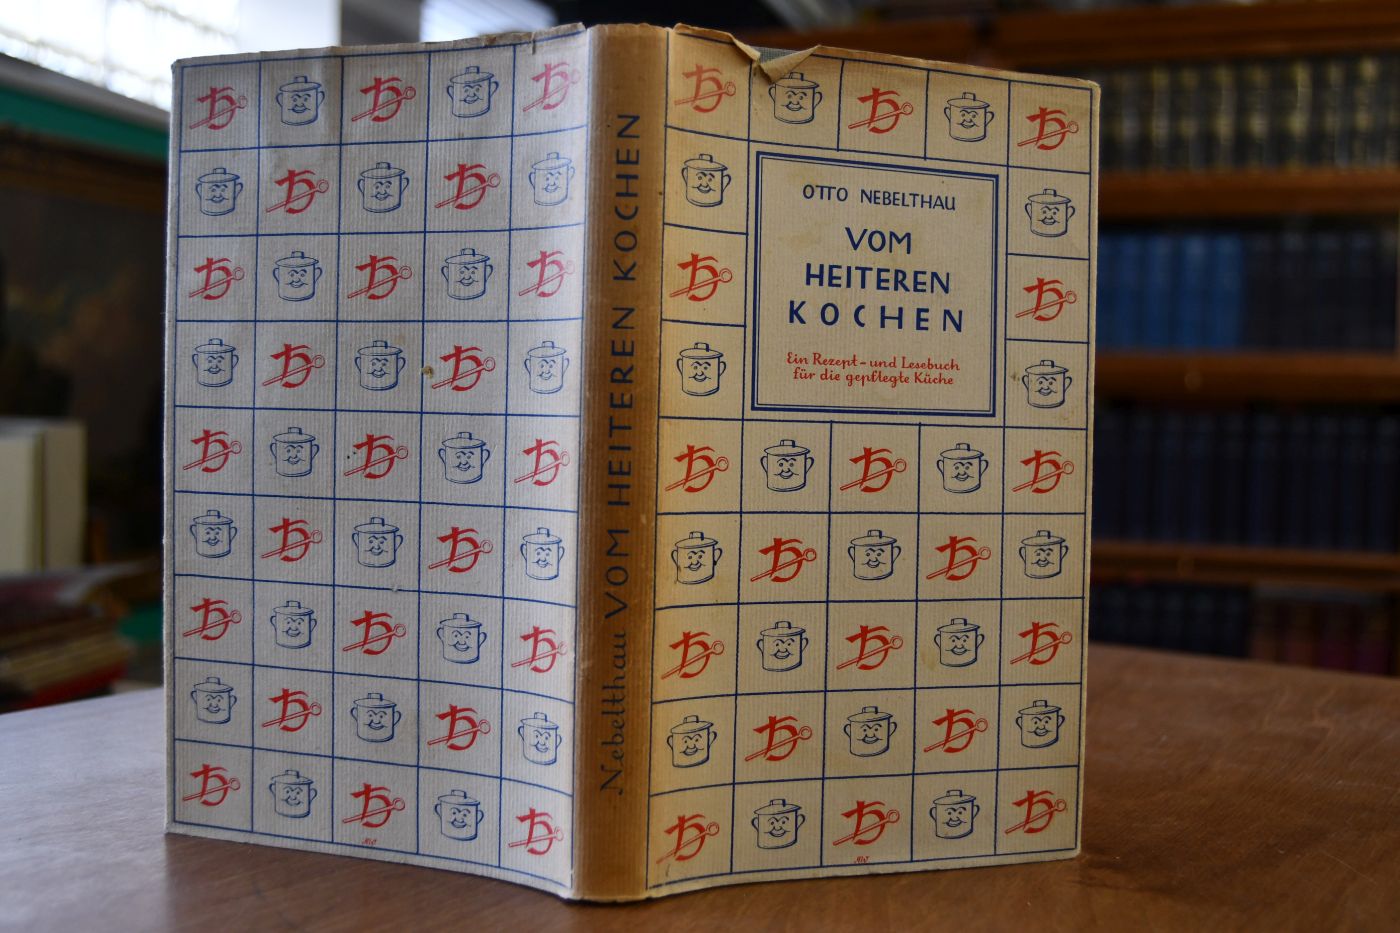 Nebelthau VOM HEITEREN KOCHEN
OTTO NEBELTHAU
VOM
HEITEREN
KOCHEN
Ein Rezept- und Lesebuch
für die gepflegte Küche